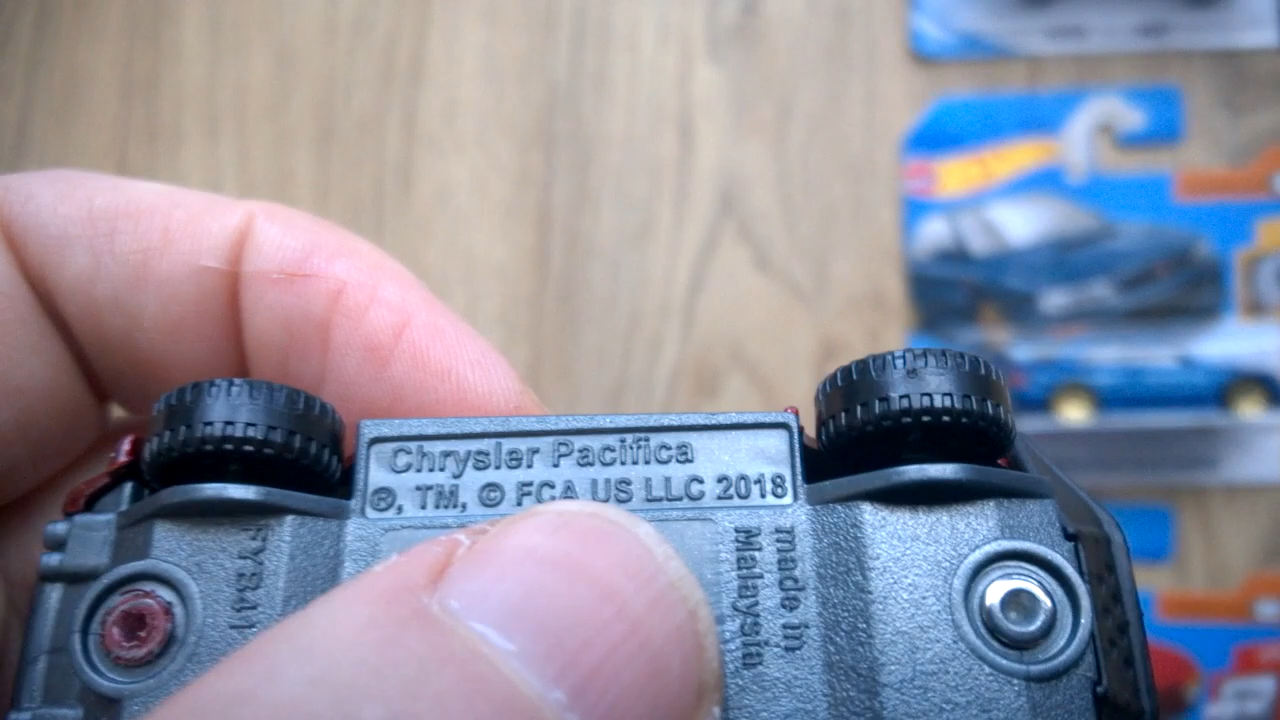 Chrysler Pacifica
®, TM, © FCA US LLC 2018
FYB41
made in
Malaysia